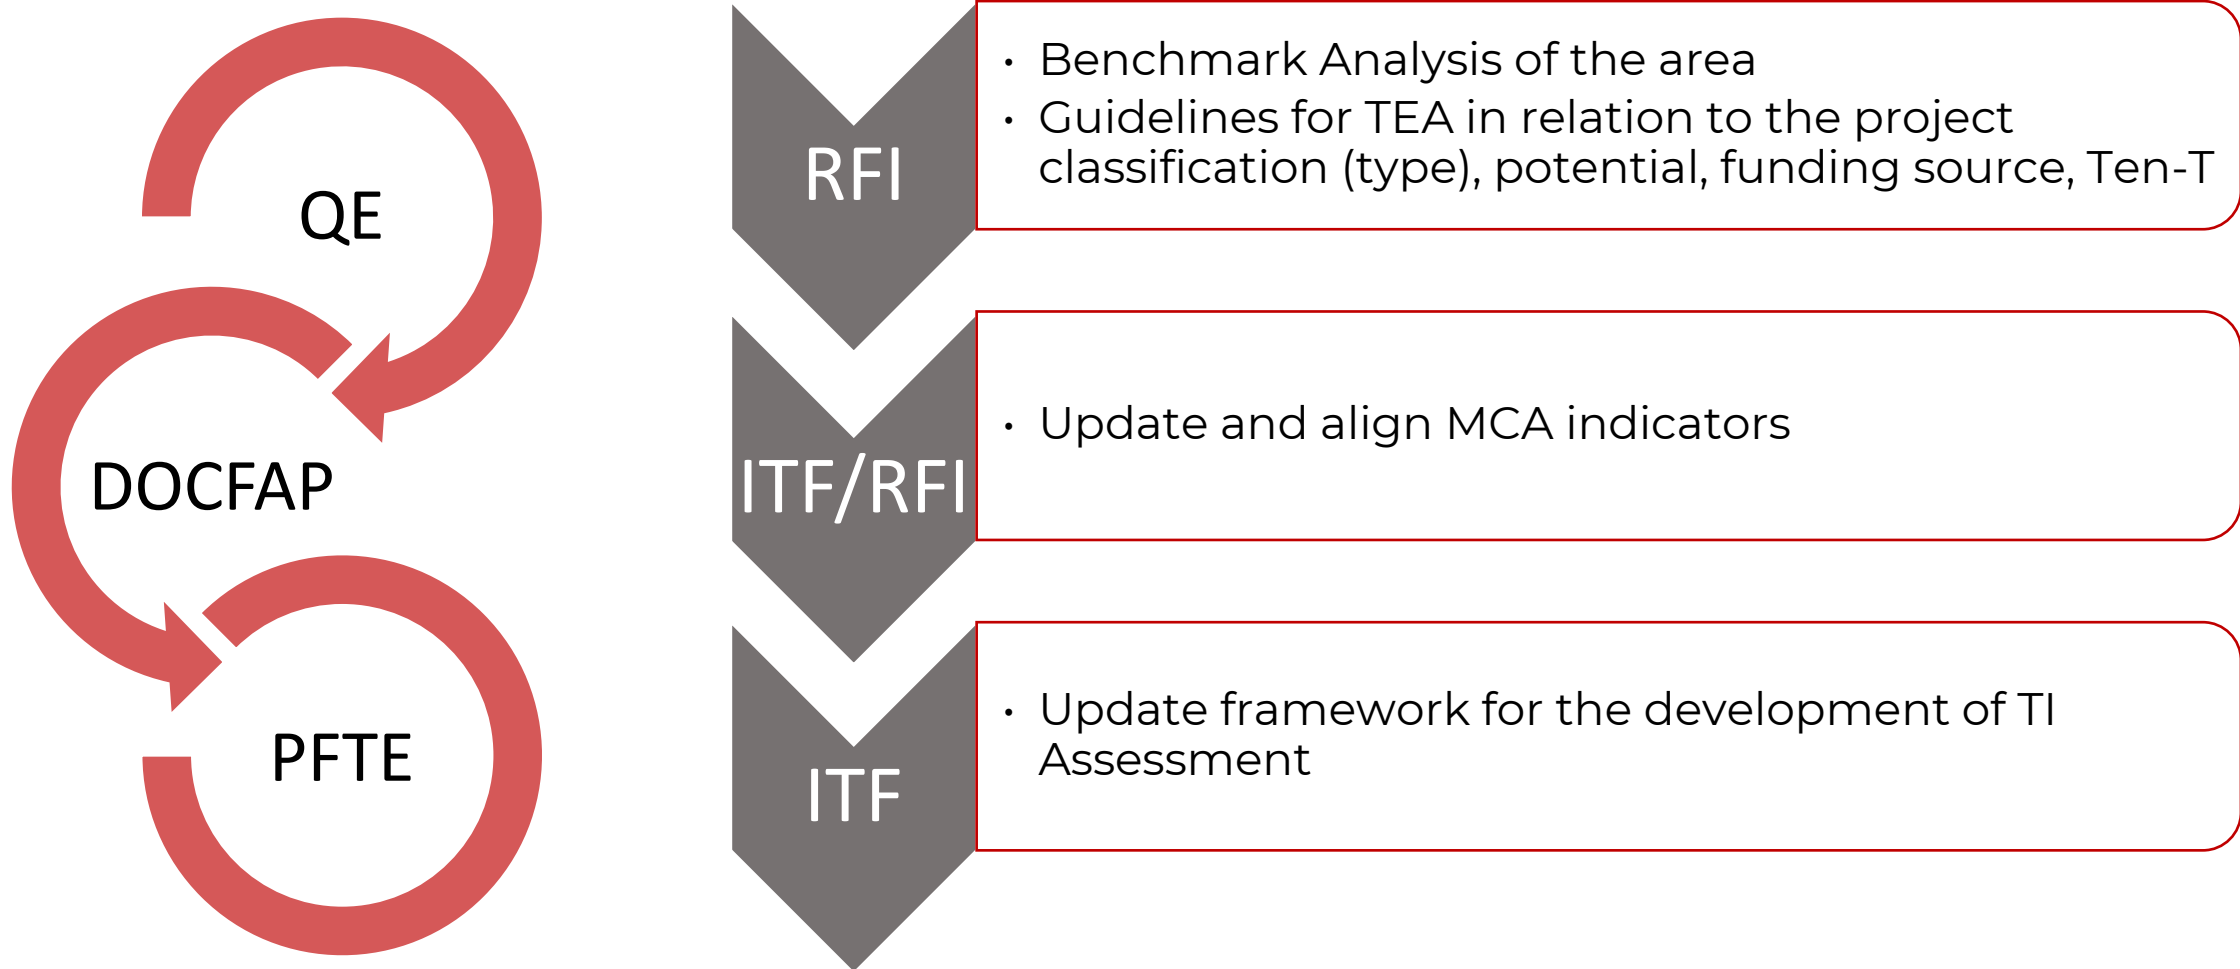 QE
DOCFAP
PFTE
RFI
• Benchmark Analysis of the area
• Guidelines for TEA in relation to the project
classification (type), potential, funding source, Ten-T
ITF/RFI
• Update and align MCA indicators
ITF
• Update framework for the development of TI
Assessment